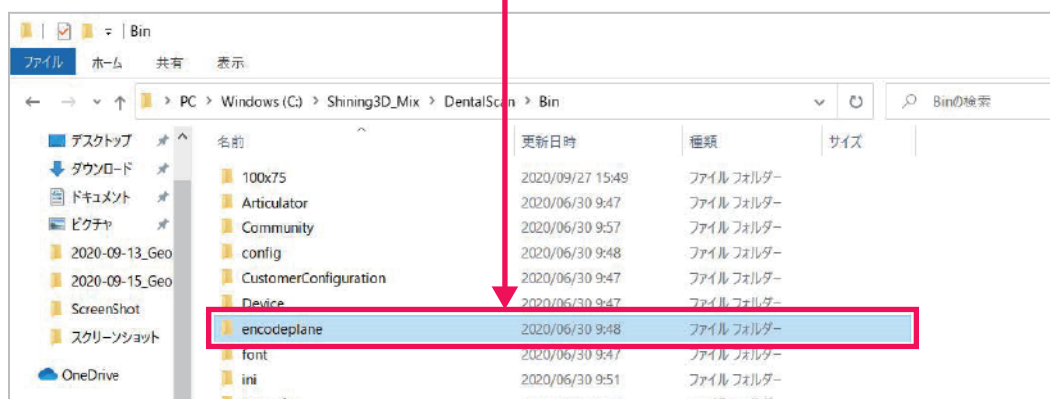 Bin
ファイル ホーム 共有 表示
PC > Windows (C:) > Shining3D_Mix > DentalScan > Bin Binの検索
デスクトップ
ダウンロード
ドキュメント
ピクチャ
2020-09-13_Geo
2020-09-15_Geo
ScreenShot
スクリーンショット
OneDrive
名前 更新日時 種類 サイズ
100x75 2020/09/27 15:49 ファイル フォルダー
Articulator 2020/06/30 9:47 ファイル フォルダー
Community 2020/06/30 9:57 ファイル フォルダー
config 2020/06/30 9:48 ファイル フォルダー
CustomerConfiguration 2020/06/30 9:47 ファイル フォルダー
Device 2020/06/30 9:47 ファイル フォルダー
encodeplane 2020/06/30 9:48 ファイル フォルダー
font 2020/06/30 9:47 ファイル フォルダー
ini 2020/06/30 9:51 ファイル フォルダー